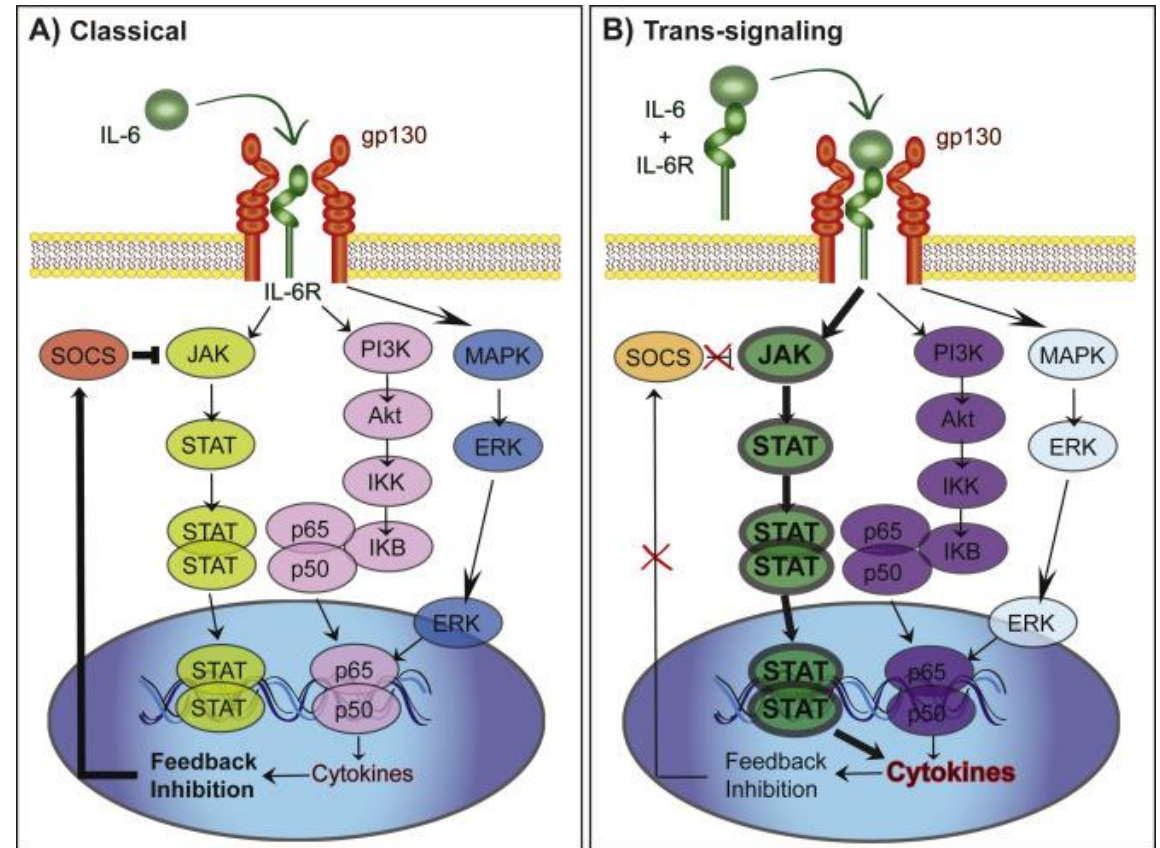 A) Classical
IL-6
gp130
IL-6R
SOCS
JAK
PI3K
MAPK
Akt
STAT
ERK
IKK
STAT
p65
IKB
STAT
p50
ERK
STAT
p65
STAT
p50
Feedback
Inhibition
Cytokines
B) Trans-signaling
IL-6
+
IL-6R
gp130
SOCS
JAK
PI3K
MAPK
Akt
STAT
ERK
IKK
STAT
p65
IKB
STAT
p50
ERK
STAT
p65
STAT
p50
Feedback
Inhibition
Cytokines